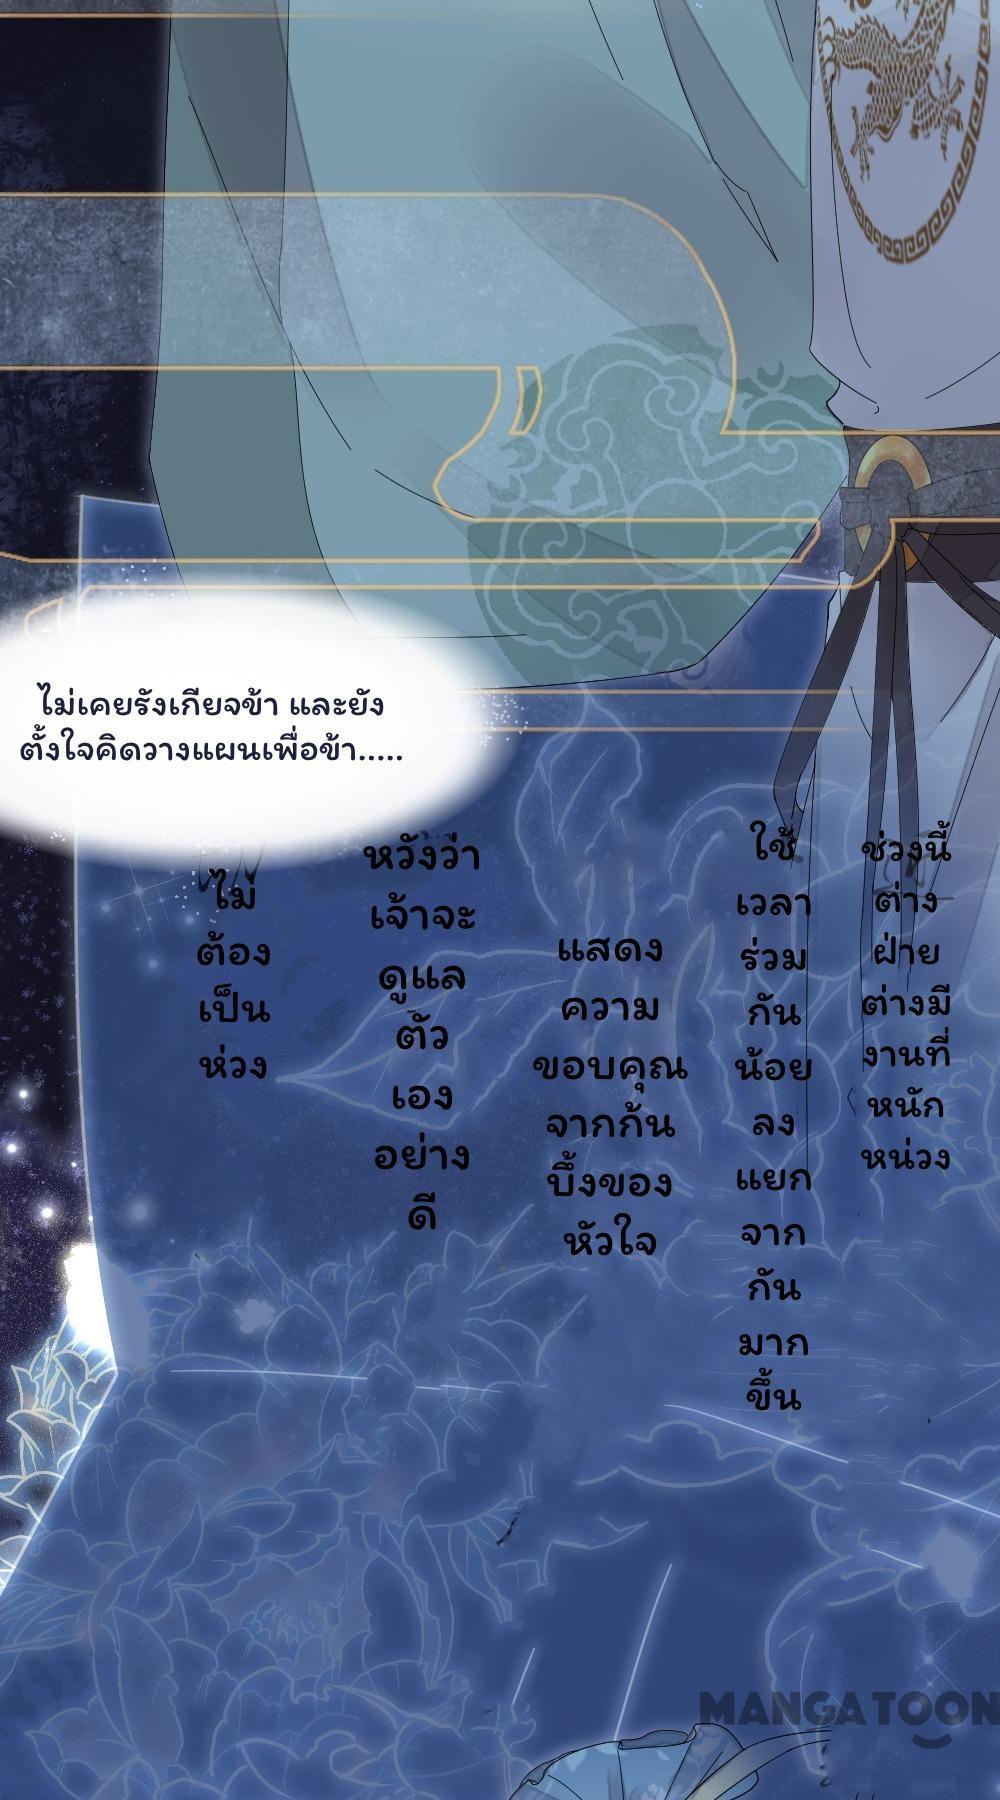 ไม่เคยรังเกียจข้า และยัง
ตั้งใจคิดวางแผนเพื่อข้า.....
ช่วงนี้
ต่าง
ฝ่าย
ต่างมี
งานที่
หนัก
หน่วง
ใช้
เวลา
ร่วม
กัน
น้อย
ลง
แยก
จาก
กัน
มาก
ขึ้น
แสดง
ความ
ขอบคุณ
จากก้น
บึ้งของ
หัวใจ
หวังว่า
เจ้าจะ
ดูแล
ตัว
เอง
อย่าง
ดี
ไม่
ต้อง
เป็น
ห่วง
MANGATOON